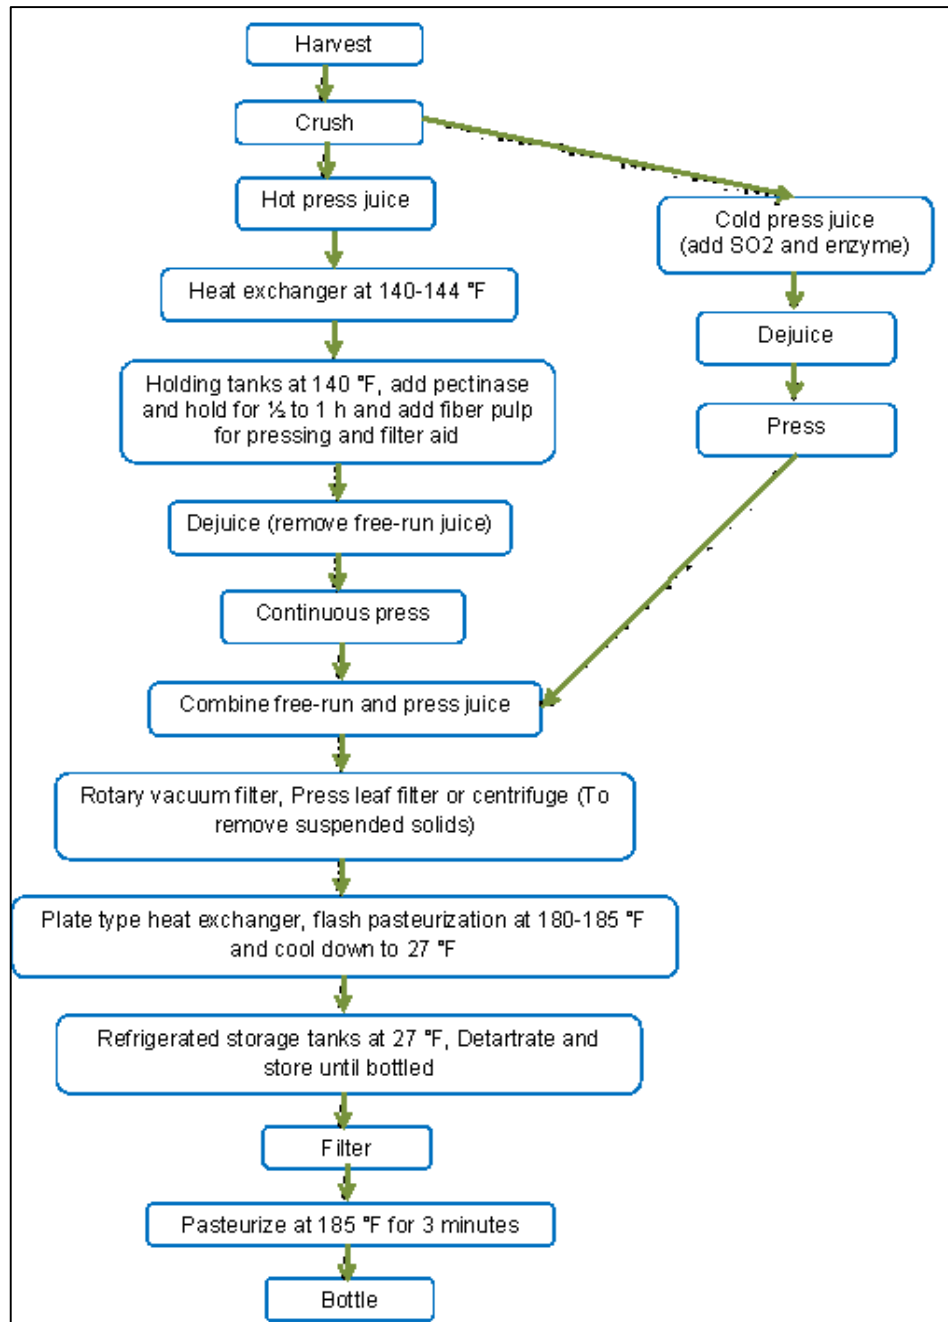 Harvest
Crush
Hot press juice
Cold press juice
(add SO2 and enzyme)
Heat exchanger at 140-144 °F
Dejuice
Holding tanks at 140 °F, add pectinase
and hold for ½ to 1 h and add fiber pulp
for pressing and filter aid
Press
Dejuice (remove free-run juice)
Continuous press
Combine free-run and press juice
Rotary vacuum filter, Press leaf filter or centrifuge (To
remove suspended solids)
Plate type heat exchanger, flash pasteurization at 180-185 °F
and cool down to 27 °F
Refrigerated storage tanks at 27 °F, Detartrate and
store until bottled
Filter
Pasteurize at 185 °F for 3 minutes
Bottle